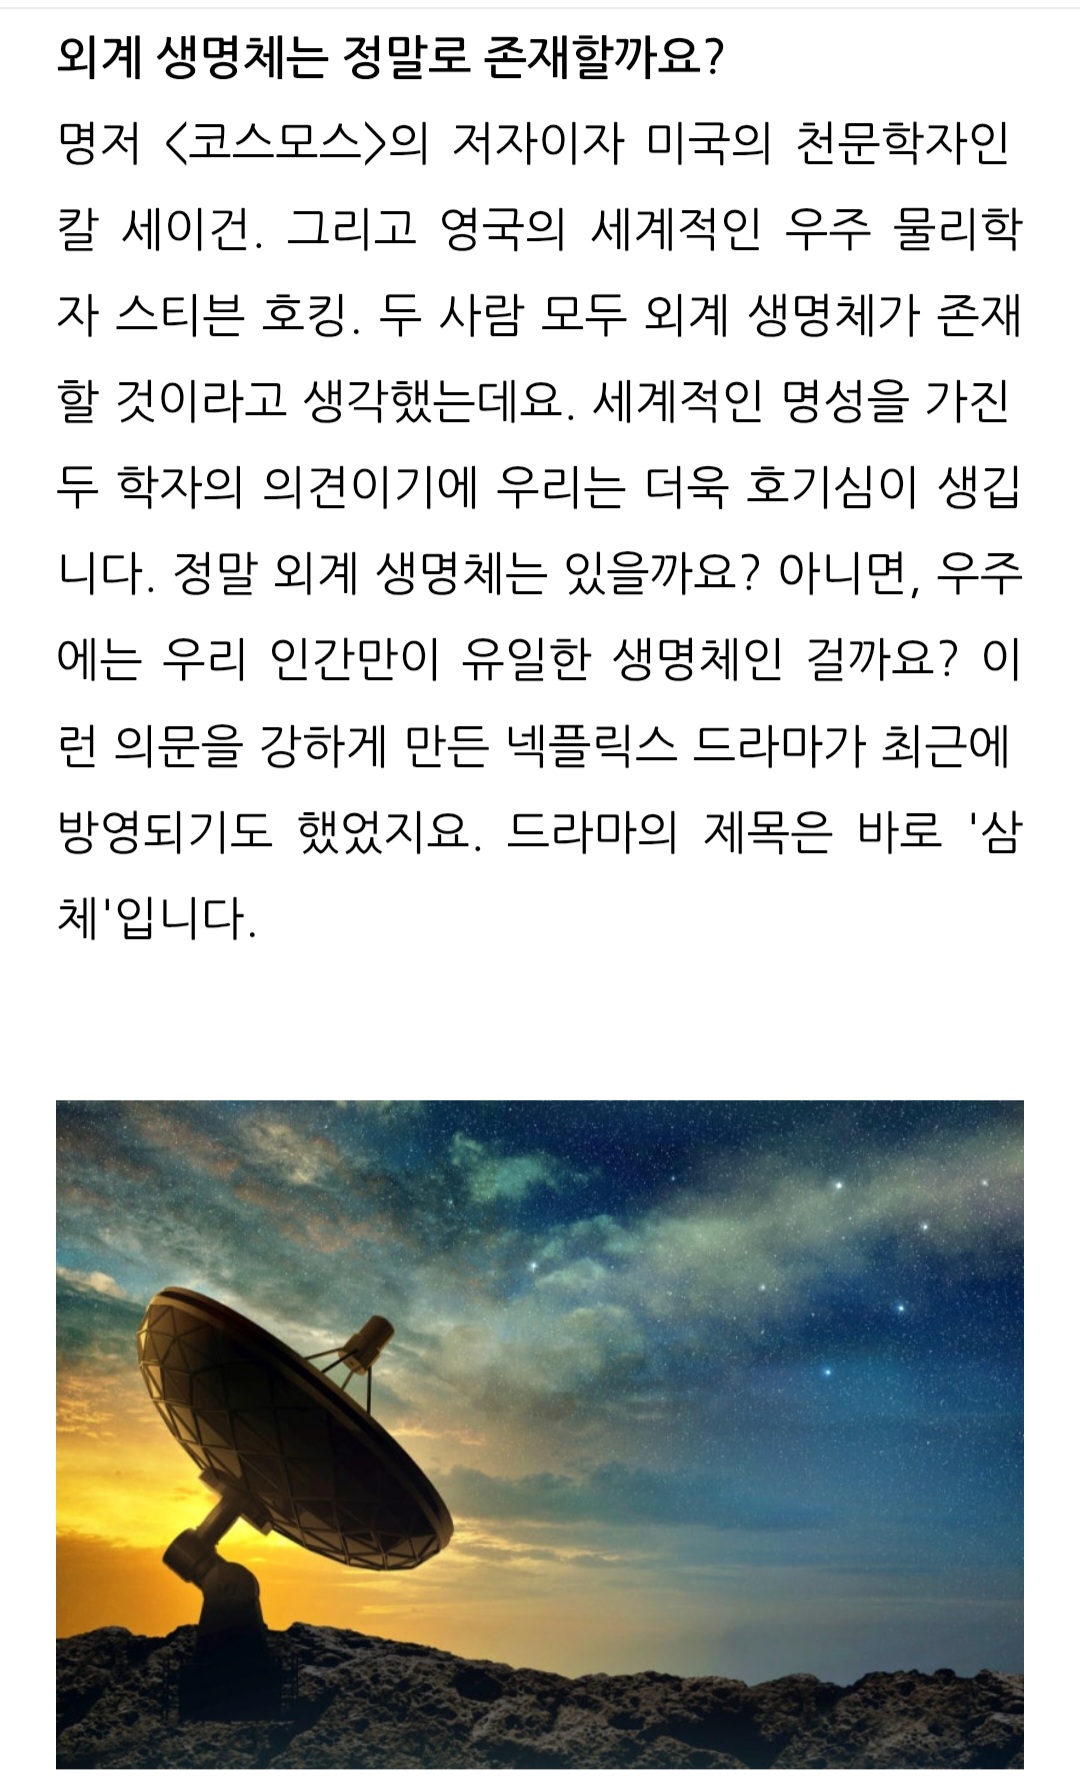 외계 생명체는 정말로 존재할까요?
명저 <코스모스>의 저자이자 미국의 천문학자인
칼 세이건. 그리고 영국의 세계적인 우주 물리학
자 스티븐 호킹. 두 사람 모두 외계 생명체가 존재
할 것이라고 생각했는데요. 세계적인 명성을 가진
두 학자의 의견이기에 우리는 더욱 호기심이 생깁
니다. 정말 외계 생명체는 있을까요? 아니면, 우주
에는 우리 인간만이 유일한 생명체인 걸까요? 이
런 의문을 강하게 만든 넥플릭스 드라마가 최근에
방영되기도 했었지요. 드라마의 제목은 바로 '삼
체'입니다.